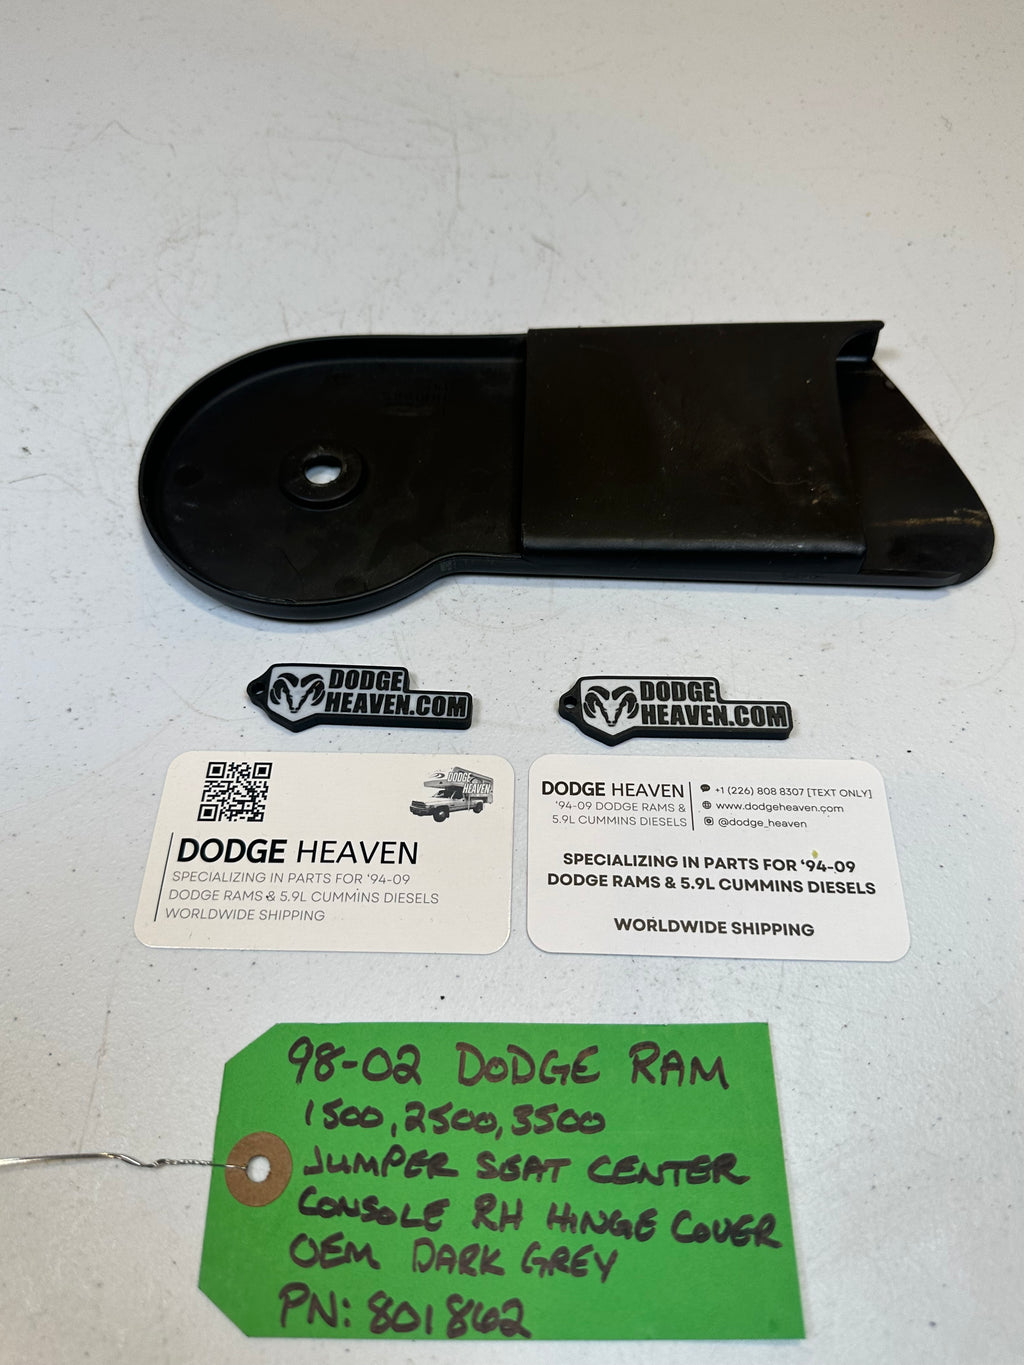 DODGE
HEAVEN.COM
DODGE
HEAVEN.COM
DODGE
HEAVEN
DODGE HEAVEN
SPECIALIZING IN PARTS FOR '94-09
DODGE RAMS & 5.9L CUMMINS DIESELS
WORLDWIDE SHIPPING
DODGE HEAVEN
'94-09 DODGE RAMS &
5.9L CUMMINS DIESELS
+1 (226) 808 8307 [TEXT ONLY]
www.dodgeheaven.com
@dodge_heaven
SPECIALIZING IN PARTS FOR '94-09
DODGE RAMS & 5.9L CUMMINS DIESELS
WORLDWIDE SHIPPING
98-02 DODGE RAM
1500, 2500, 3500
JUMPER SEAT CENTER
CONSOLE RH HINGE COVER
OEM DARK GREY
PN: 801862